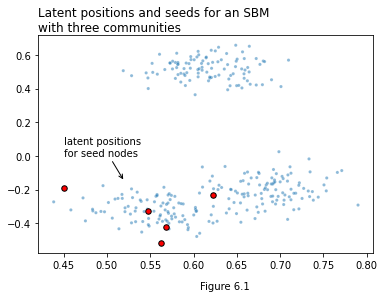 Latent positions and seeds for an SBM
with three communities
0.6
0.4
0.2
latent positions
for seed nodes
0.0
−0.2
−0.4
0.45 0.50 0.55 0.60 0.65 0.70 0.75 0.80
Figure 6.1